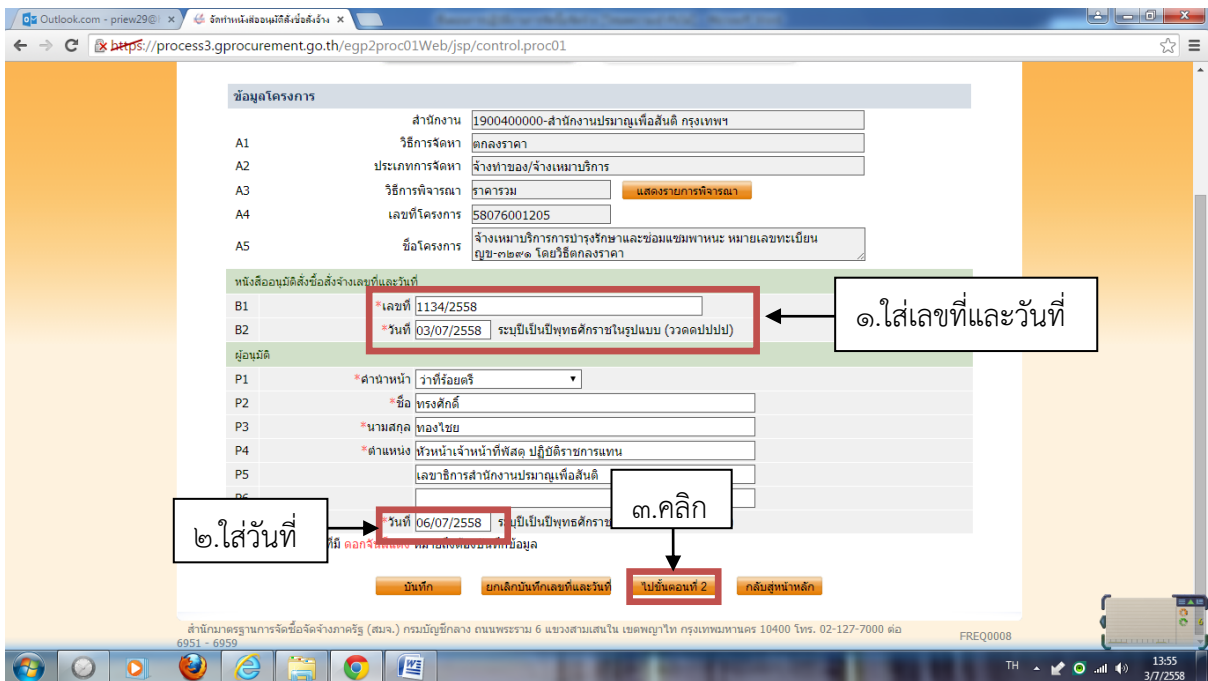 Outlook.com - priew29@
จัดทำหนังสืออนุมัติสั่งซื้อสั่งจ้าง
https://process3.gprocurement.go.th/egp2proc01Web/jsp/control.proc01
ข้อมูลโครงการ
สำนักงาน 1900400000-สำนักงานปรมาณูเพื่อสันติ กรุงเทพฯ
A1 วิธีการจัดหา ตกลงราคา
A2 ประเภทการจัดหา จ้างทำของ/จ้างเหมาบริการ
A3 วิธีการพิจารณา ราคารวม แสดงรายการพิจารณา
A4 เลขที่โครงการ 58076001205
A5 ชื่อโครงการ จ้างเหมาบริการการบำรุงรักษาและซ่อมแซมพาหนะ หมายเลขทะเบียน
ญข-๓๒๙๑ โดยวิธีตกลงราคา
หนังสืออนุมัติสั่งซื้อสั่งจ้างเลขที่และวันที่
B1 *เลขที่ 1134/2558
B2 *วันที่ 03/07/2558 ระบุปีเป็นปีพุทธศักราชในรูปแบบ (ววดดปปปป)
๑.ใส่เลขที่และวันที่
ผู้อนุมัติ
P1 *คำนำหน้า ว่าที่ร้อยตรี
P2 *ชื่อ ทรงศักดิ์
P3 *นามสกุล ทองไชย
P4 *ตำแหน่ง หัวหน้าเจ้าหน้าที่พัสดุ ปฏิบัติราชการแทน
P5 เลขาธิการสำนักงานปรมาณูเพื่อสันติ
๓.คลิก
๒.ใส่วันที่
*วันที่ 06/07/2558 ระบุปีเป็นปีพุทธศักราช
ที่มี ดอกจันสีแดง หมายถึงต้องบันทึกข้อมูล
บันทึก ยกเลิกบันทึกเลขที่และวันที่ ไปขั้นตอนที่ 2 กลับสู่หน้าหลัก
สำนักมาตรฐานการจัดซื้อจัดจ้างภาครัฐ (สมจ.) กรมบัญชีกลาง ถนนพระราม 6 แขวงสามเสนใน เขตพญาไท กรุงเทพมหานคร 10400 โทร. 02-127-7000 ต่อ
6951 - 6959
FREQ0008
TH 13:55
3/7/2558